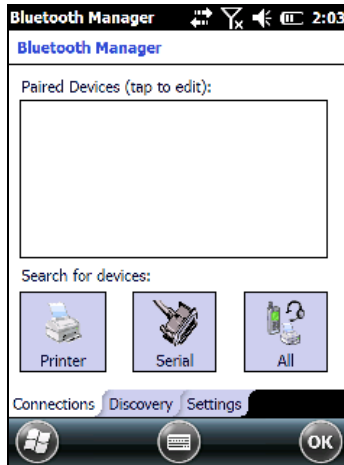 Bluetooth Manager 2:03
Bluetooth Manager
Paired Devices (tap to edit):
Search for devices:
Printer Serial All
Connections Discovery Settings
OK